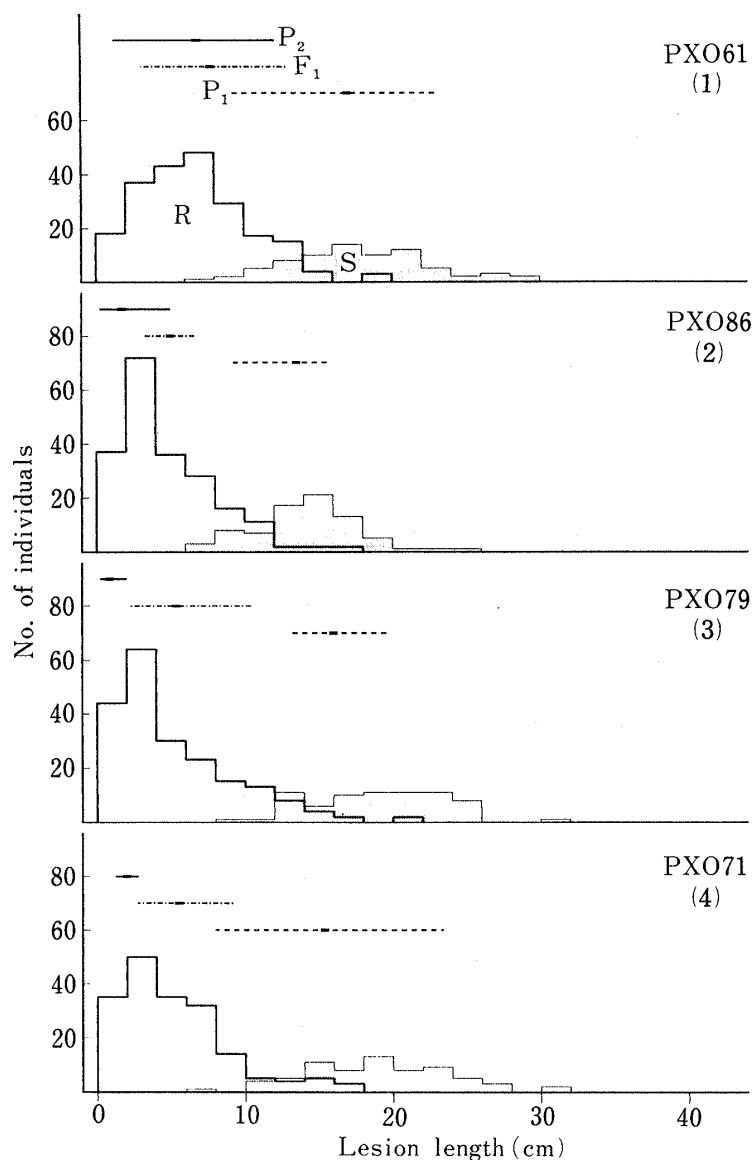 P₂
F₁
P₁
PXO61
(1)
60
40
20
R
S
PXO86
(2)
80
60
40
20
No. of individuals
PXO79
(3)
80
60
40
20
PXO71
(4)
80
60
40
20
0 10 20 30 40
Lesion length (cm)